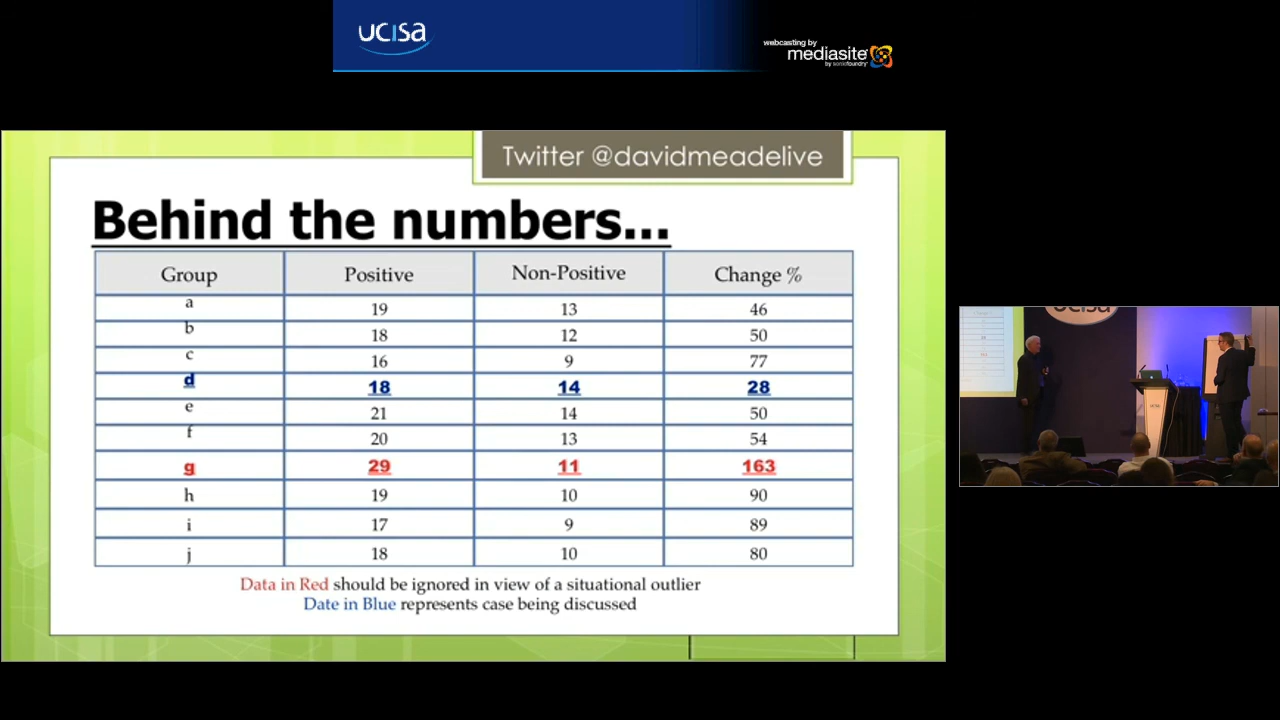 ucisa
webcasting by
mediasite
by sonicfoundry
Twitter @davidmeadelive
Behind the numbers...
Group Positive Non-Positive Change %
a 19 13 46
b 18 12 50
c 16 9 77
d 18 14 28
e 21 14 50
f 20 13 54
g 29 11 163
h 19 10 90
i 17 9 89
j 18 10 80
Data in Red should be ignored in view of a situational outlier
Date in Blue represents case being discussed
ucisa